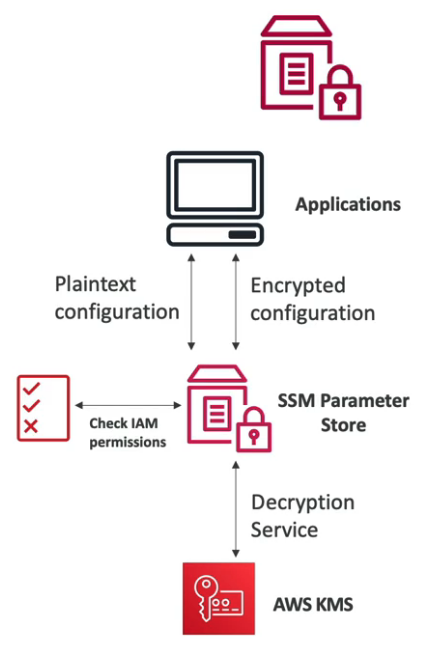 Applications
Plaintext
configuration
Encrypted
configuration
SSM Parameter
Store
Check IAM
permissions
Decryption
Service
AWS KMS